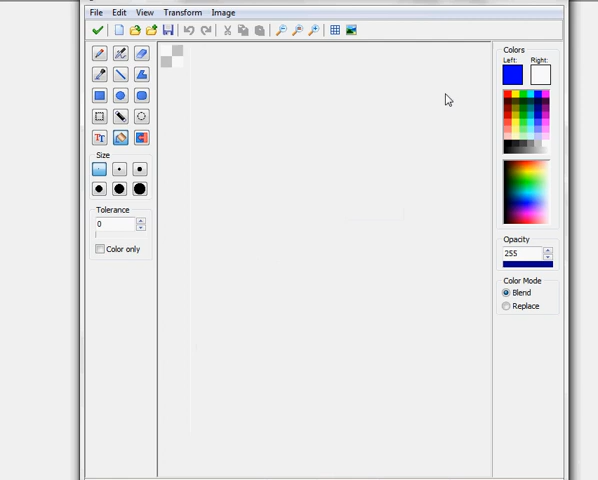 File Edit View Transform Image
Colors
Left: Right:
TT
Size
Tolerance
0
Color only
Opacity
255
Color Mode
Blend
Replace